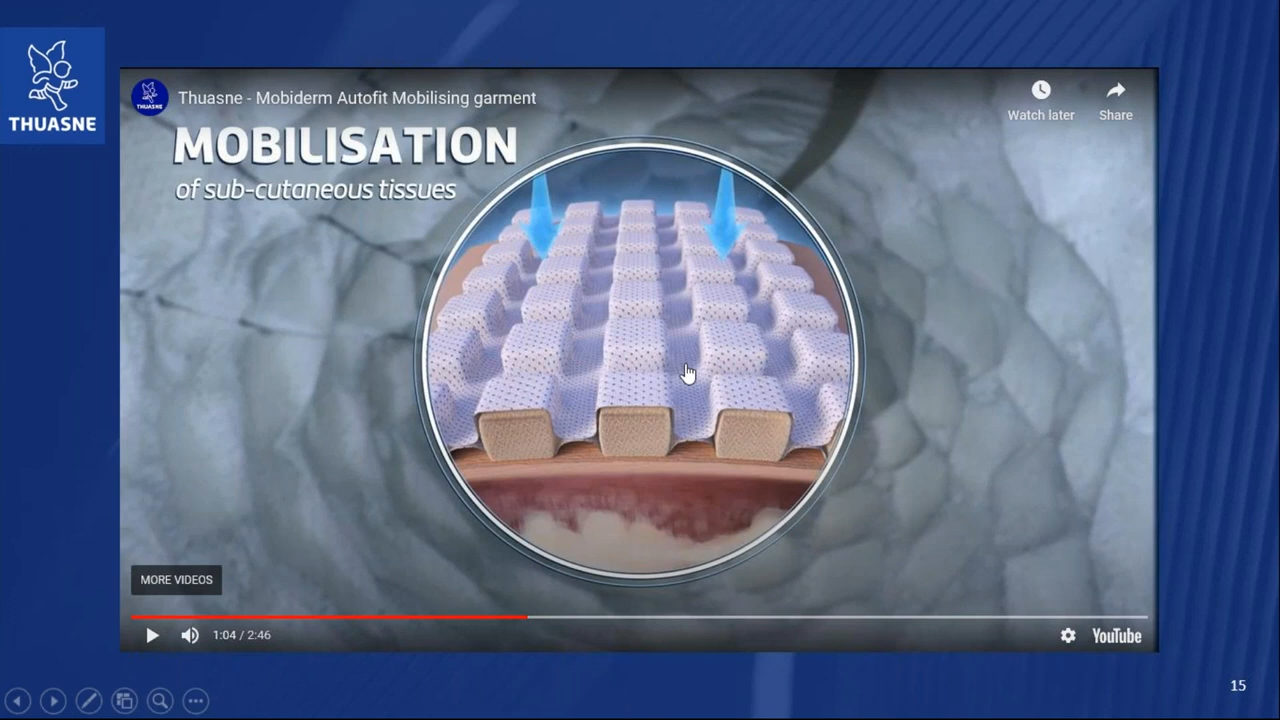 THUASNE
THUASNE
Thuasne - Mobiderm Autofit Mobilising garment
Watch later
Share
MOBILISATION
of sub-cutaneous tissues
MORE VIDEOS
1:04 / 2:46
YouTube
15